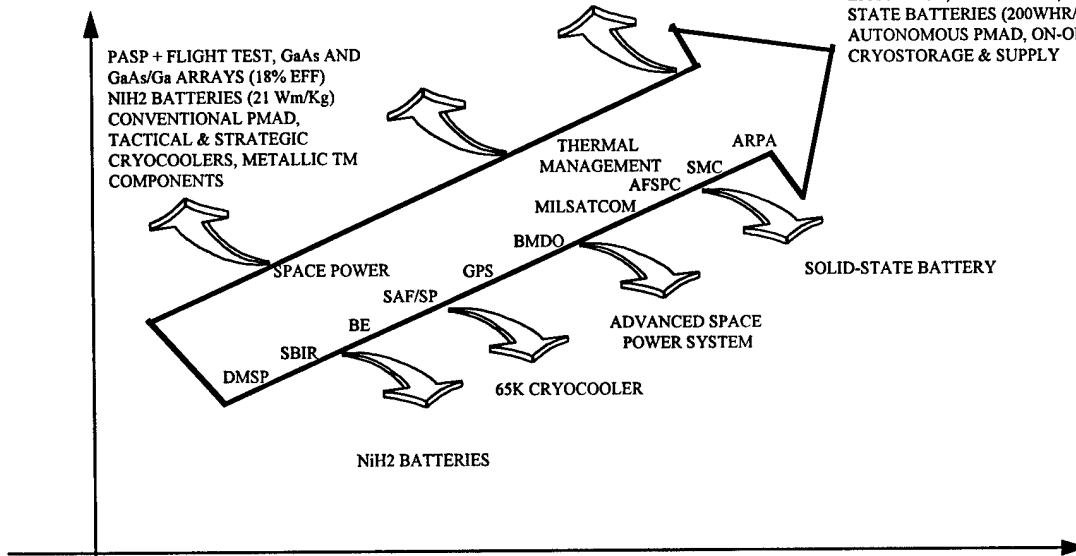 STATE BATTERIES (200WHR/
AUTONOMOUS PMAD,
CRYOSTORAGE & SUPPLY
PASP + FLIGHT TEST, GaAs AND
GaAs/Ga ARRAYS (18% EFF)
NIH2 BATTERIES (21 Wm/Kg)
CONVENTIONAL PMAD,
TACTICAL & STRATEGIC
CRYOCOOLERS, METALLIC TM
COMPONENTS
THERMAL
MANAGEMENT
ARPA
SMC
AFSPC
MILSATCOM
BMDO
SPACE POWER
GPS
SAF/SP
BE
SBIR
DMSP
SOLID-STATE BATTERY
ADVANCED SPACE
POWER SYSTEM
65K CRYOCOOLER
NiH2 BATTERIES